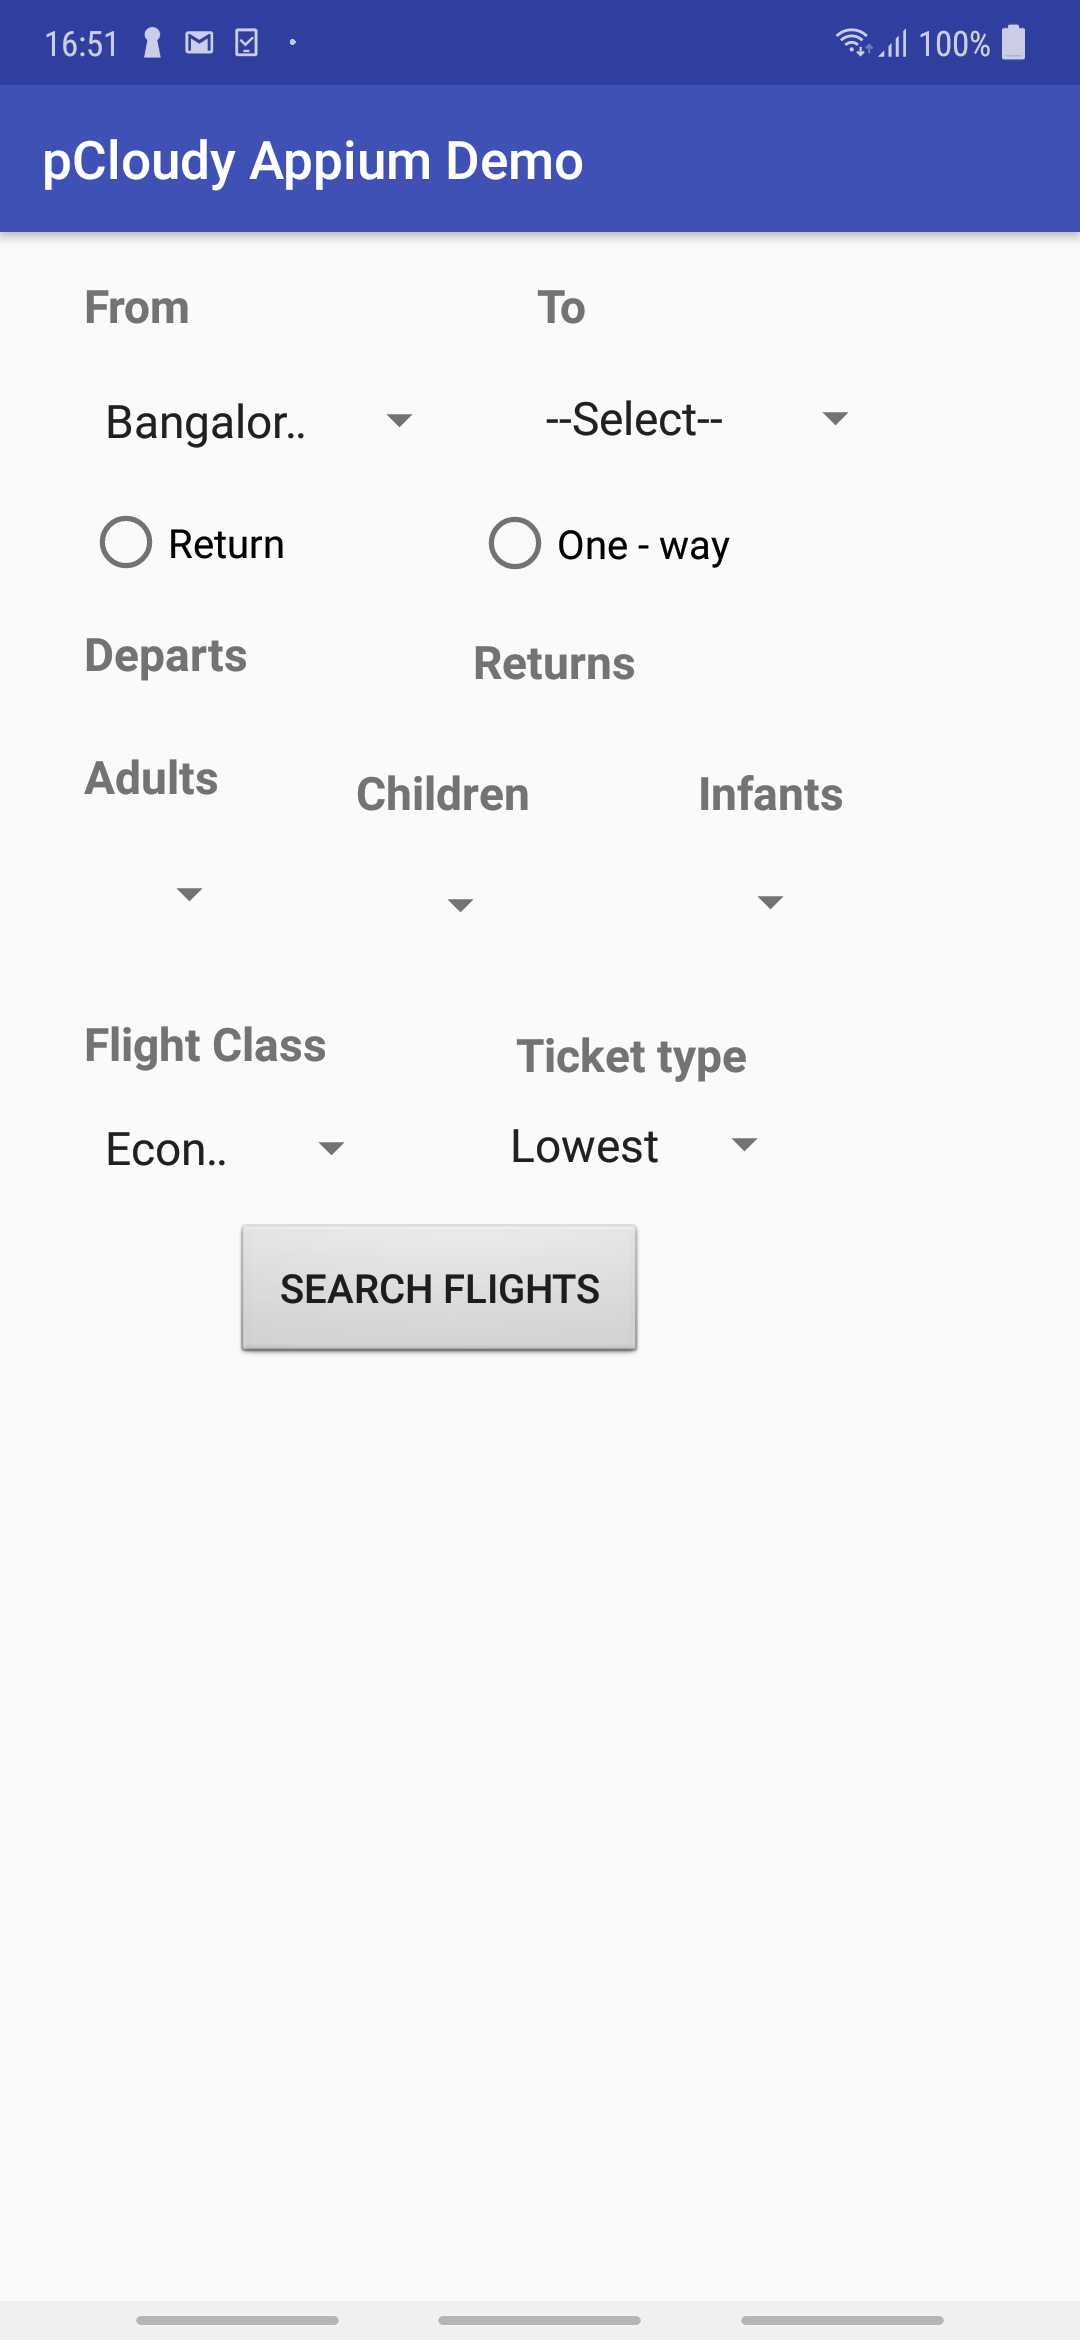 16:51 100%
pCloudy Appium Demo
From To
Bangalor.. --Select--
Return One - way
Departs Returns
Adults Children Infants
Flight Class Ticket type
Econ.. Lowest
SEARCH FLIGHTS